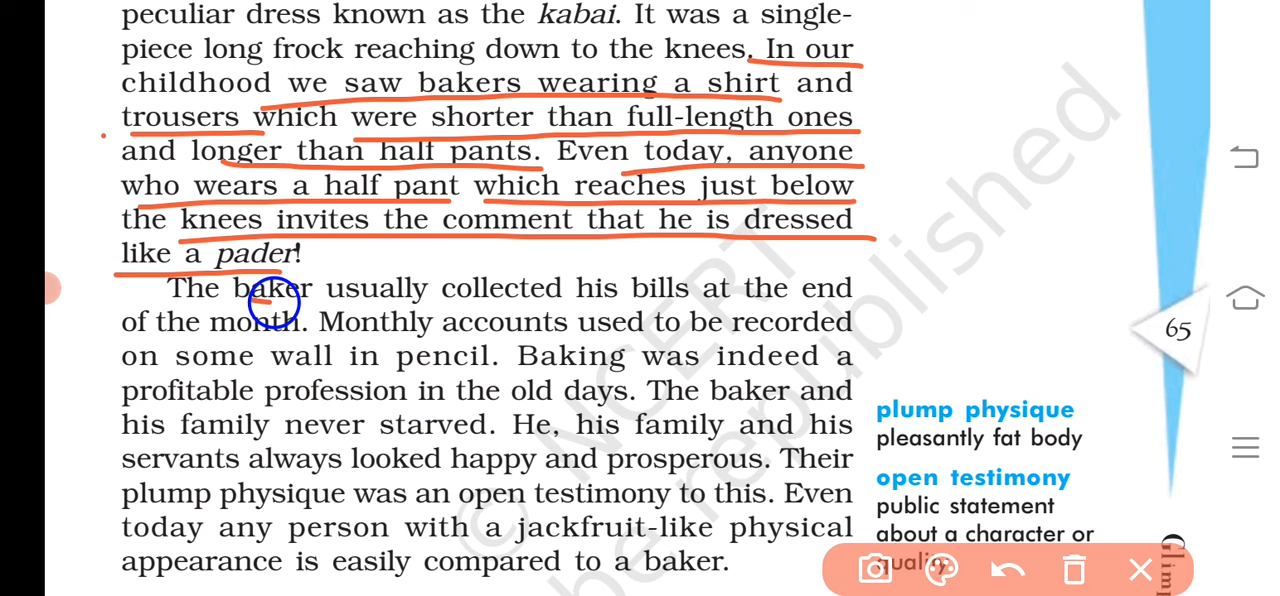 peculiar dress known as the kabai. It was a single-
piece long frock reaching down to the knees. In our
childhood we saw bakers wearing a shirt and
trousers which were shorter than full-length ones
and longer than half pants. Even today, anyone
who wears a half pant which reaches just below
the knees invites the comment that he is dressed
like a pader!
The baker usually collected his bills at the end
of the month. Monthly accounts used to be recorded
on some wall in pencil. Baking was indeed a
profitable profession in the old days. The baker and
his family never starved. He, his family and his
servants always looked happy and prosperous. Their
plump physique was an open testimony to this. Even
today any person with a jackfruit-like physical
appearance is easily compared to a baker.
65
plump physique
pleasantly fat body
open testimony
public statement
about a character or
quality
Glim
© NCERT
be republished